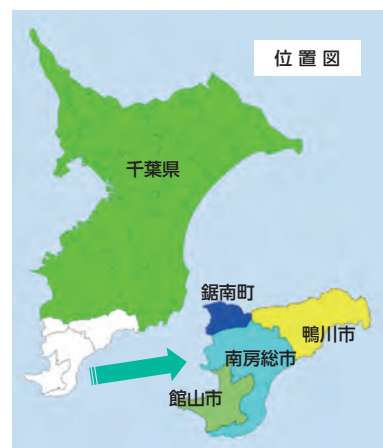 位置図
千葉県
鋸南町
鴨川市
南房総市
館山市